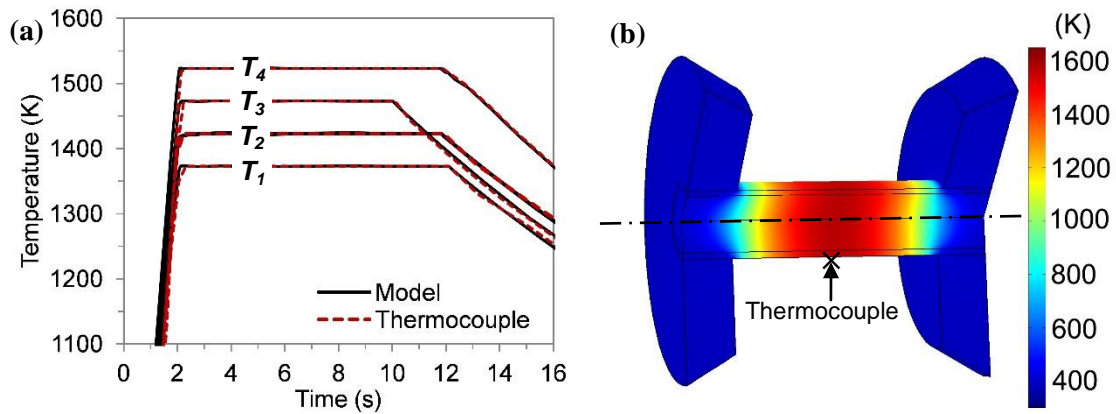 (a)
Temperature (K)
1600
1500
1400
1300
1200
1100
T4
T3
T2
T1
Model
Thermocouple
0 2 4 6 8 10 12 14 16
Time (s)
(b)
(K)
1600
1400
1200
1000
800
600
400
Thermocouple